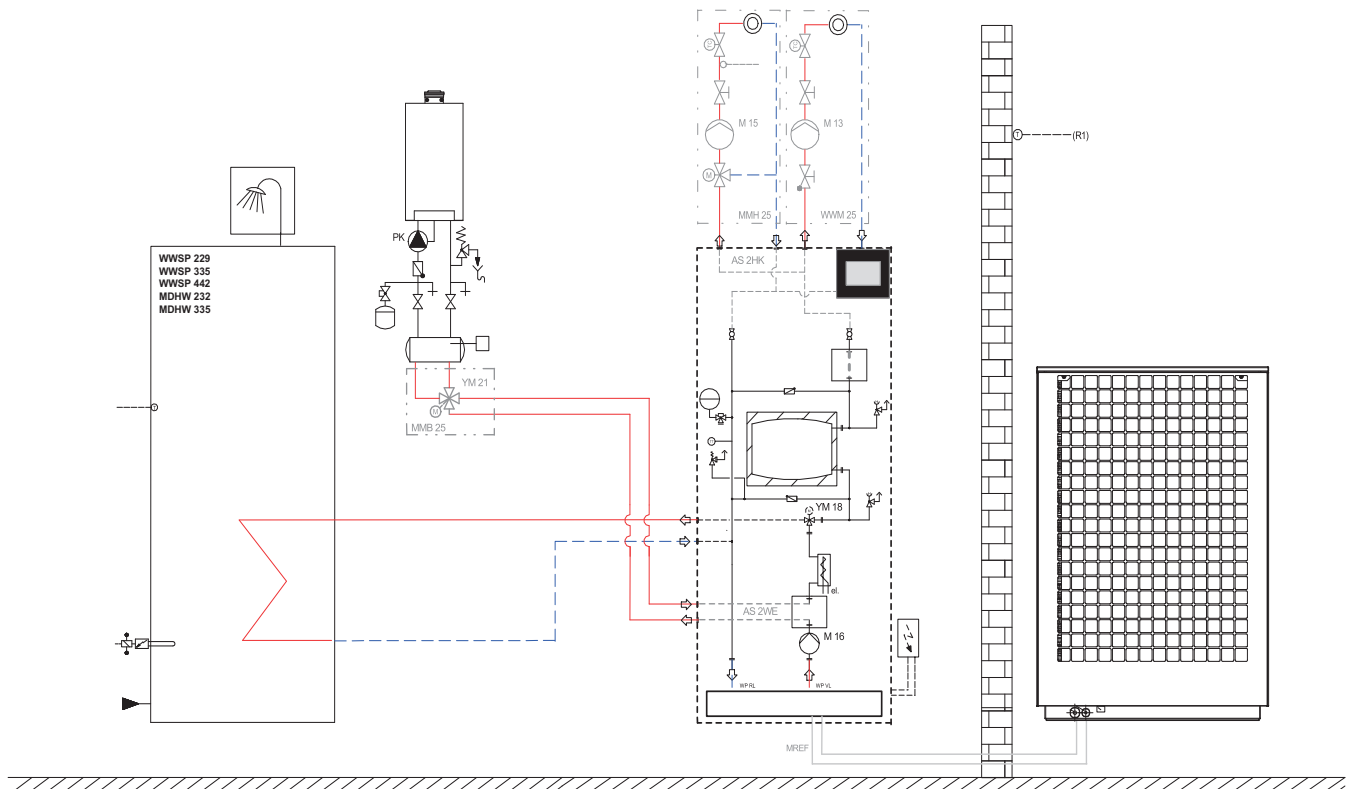 M 15
M 13
(R1)
T
M
MMH 25
WWM 25
PK
AS 2HK
WWSP 229
WWSP 335
WWSP 442
MDHW 232
MDHW 335
YM 21
M
MMB 25
T
YM 18
el.
AS 2WE
M 16
WP RL
WP VL
MREF